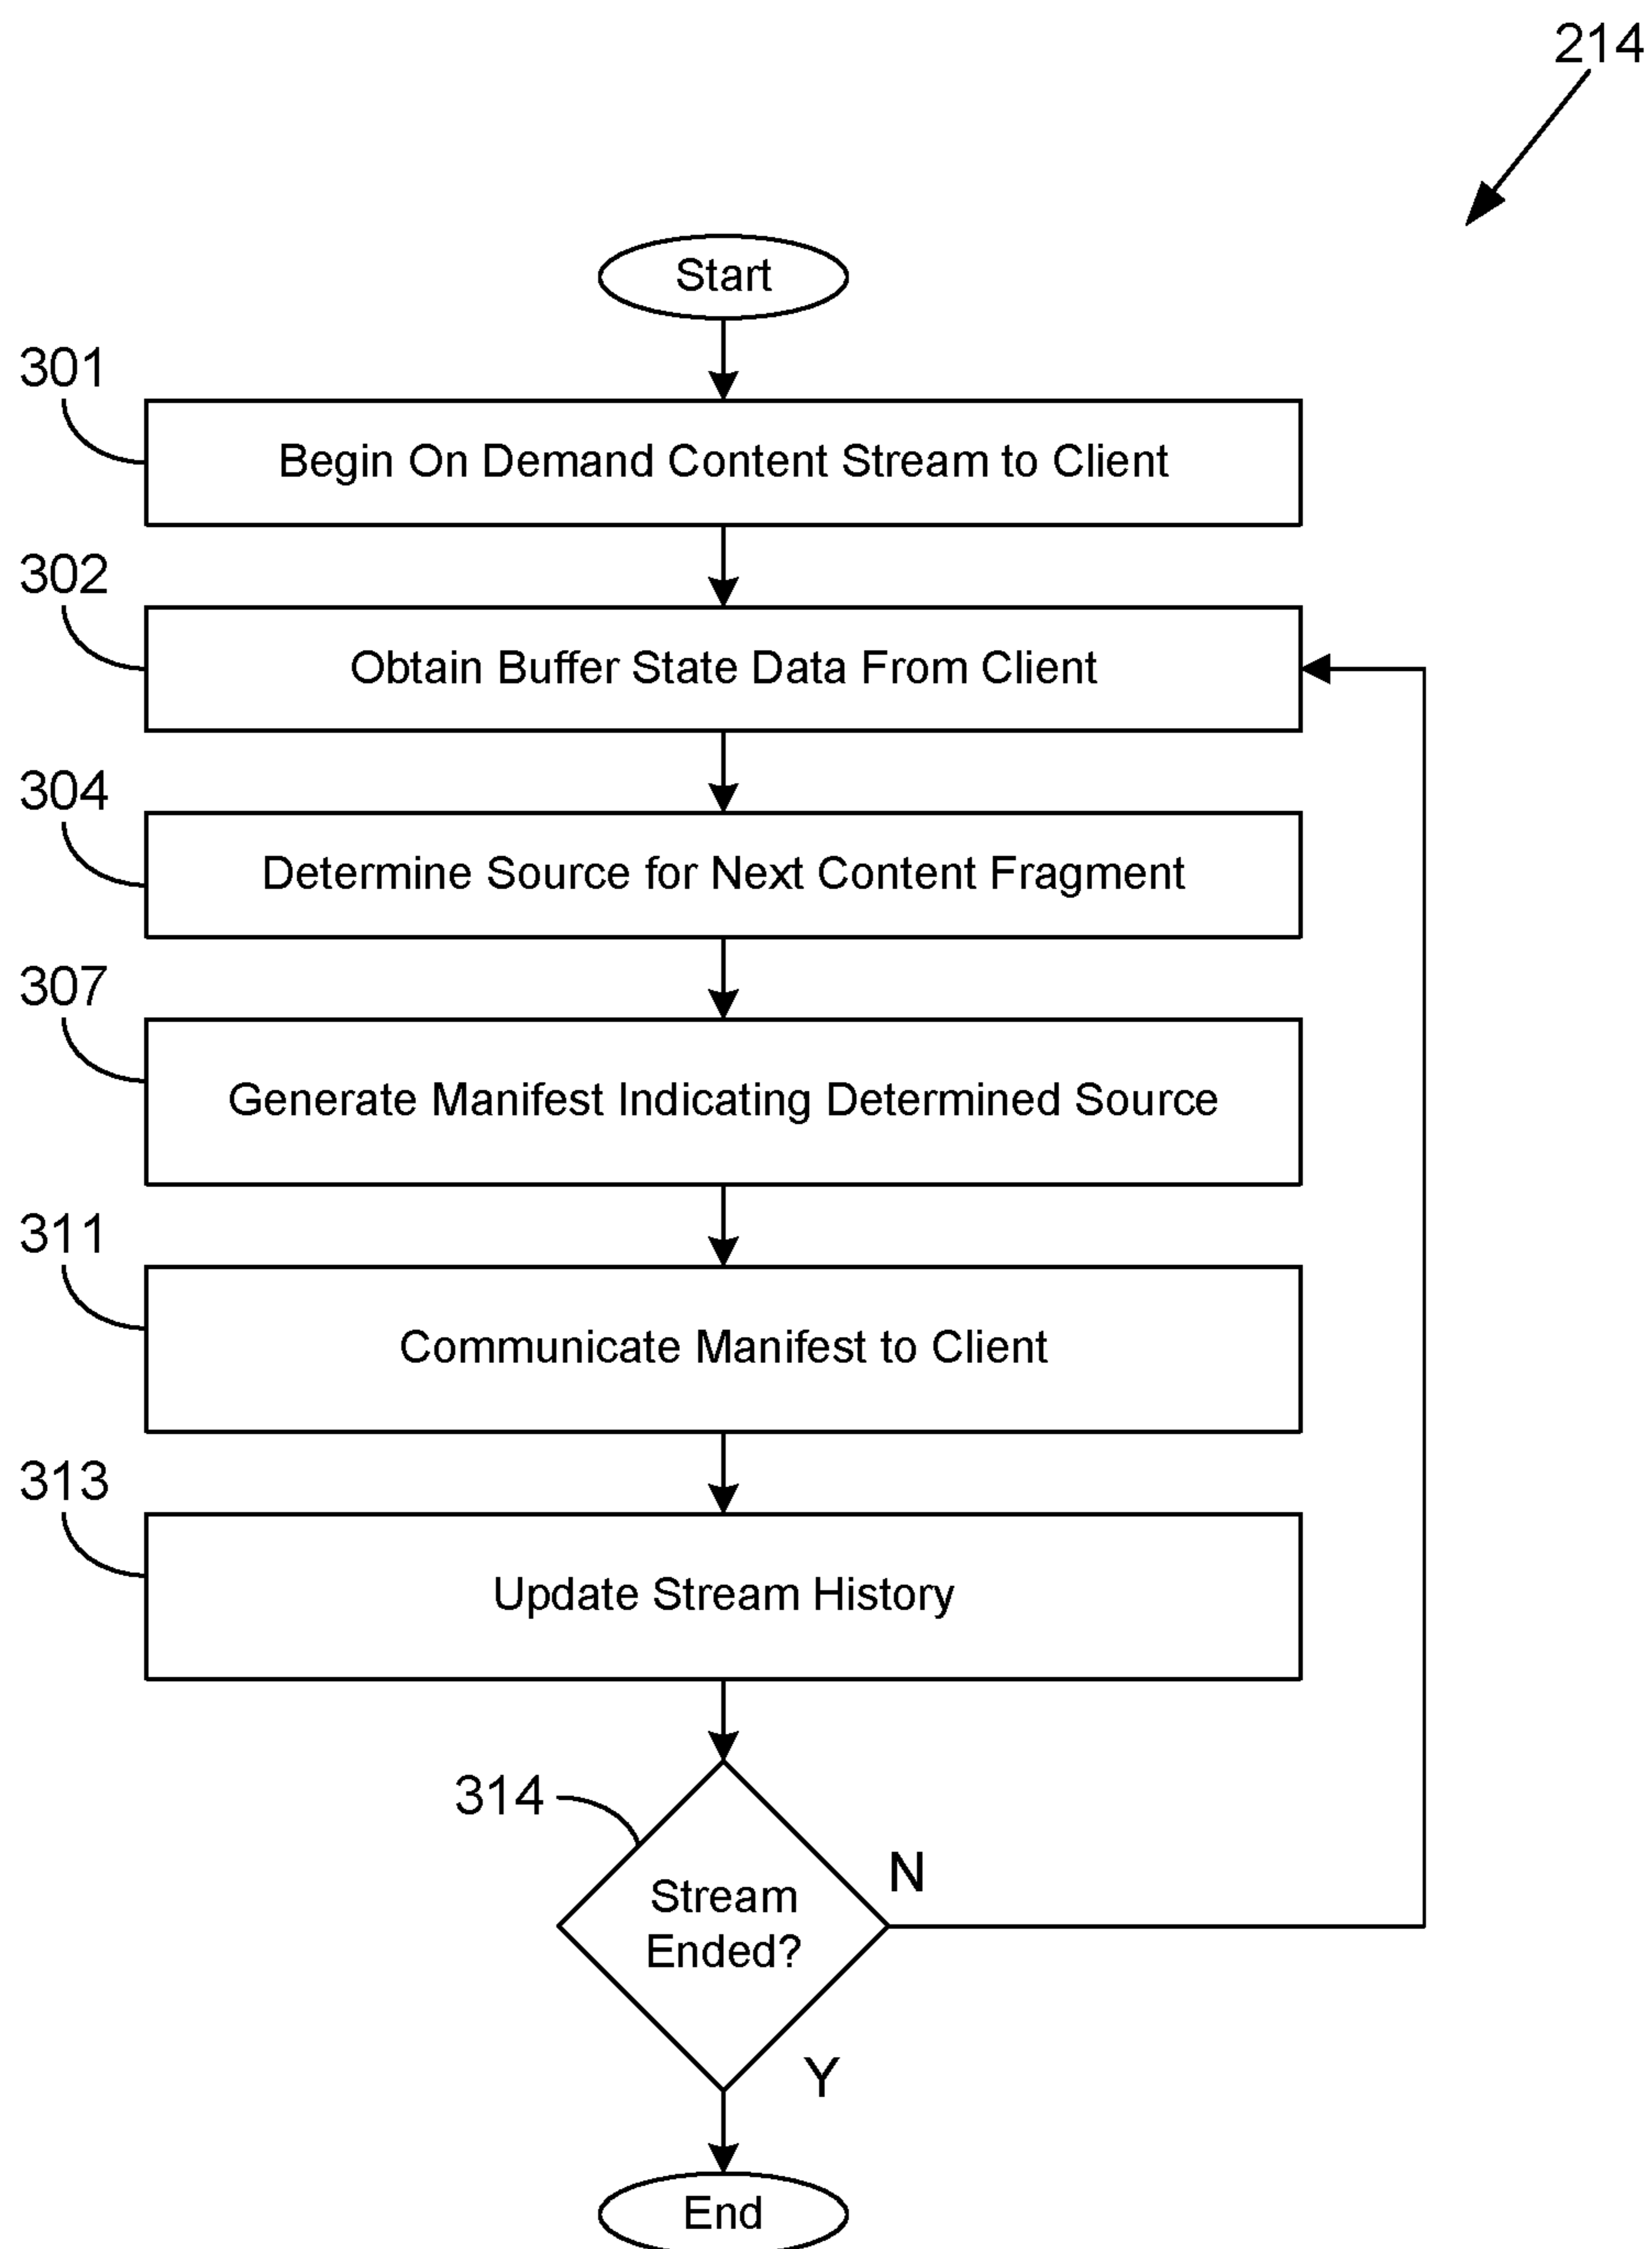 214
Start
301
Begin On Demand Content Stream to Client
302
Obtain Buffer State Data From Client
304
Determine Source for Next Content Fragment
307
Generate Manifest Indicating Determined Source
311
Communicate Manifest to Client
313
Update Stream History
314
Stream
Ended?
N
Y
End